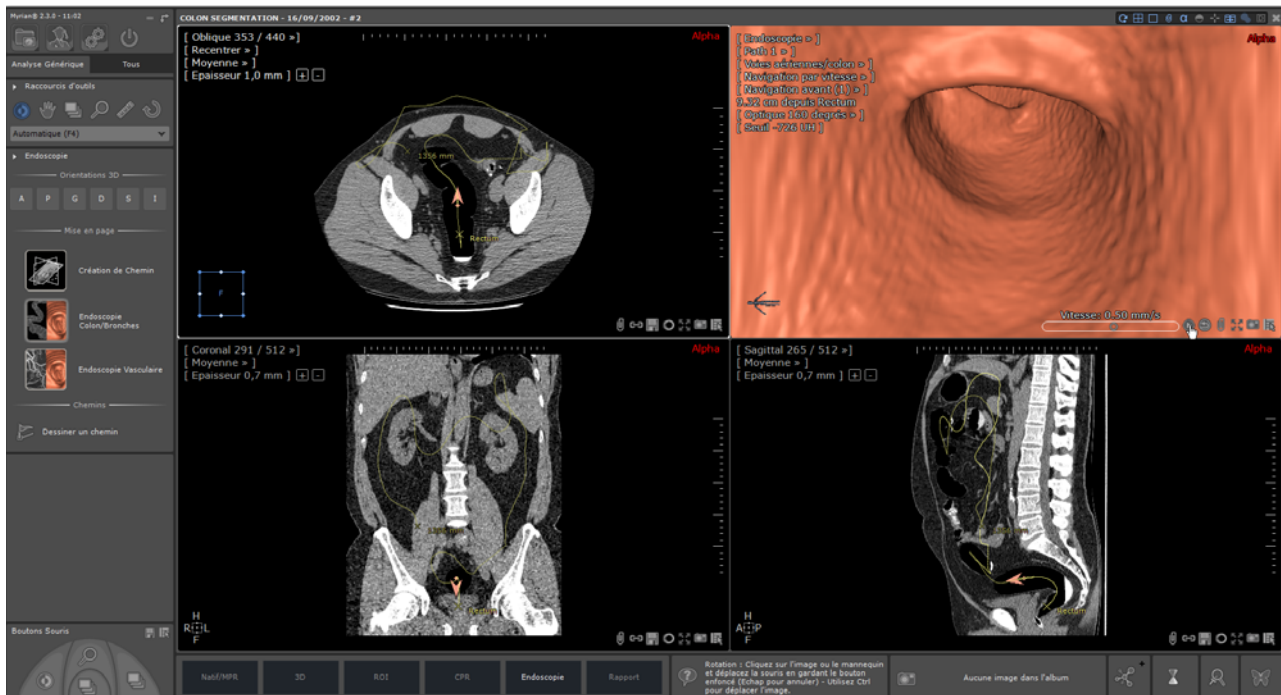 Myrian® 2.3.0 - 11:02
COLON SEGMENTATION - 16/09/2002 - #2
Analyse Générique
Tous
Raccourcis d'outils
Automatique (F4)
Endoscopie
Orientations 3D
A P G D S I
Mise en page
Création de Chemin
Endoscopie
Colon/Bronches
Endoscopie Vasculaire
Chemins
Dessiner un chemin
Boutons Souris
[ Oblique 353 / 440 »]
[ Recentrer » ]
[ Moyenne » ]
[ Epaisseur 1,0 mm ] + -
Alpha
1356 mm
Rectum
F
[ Endoscopie » ]
[ Path 1 » ]
[ Voies aériennes/colon » ]
[ Navigation par vitesse » ]
[ Navigation avant (1) » ]
9.32 cm depuis Rectum
[ Optique 160 degrés » ]
[ Seuil -726 UH ]
Alpha
Vitesse: 0.50 mm/s
[ Coronal 291 / 512 »]
[ Moyenne » ]
[ Epaisseur 0,7 mm ] + -
Alpha
Rectum
H
R L
F
[ Sagittal 265 / 512 »]
[ Moyenne » ]
[ Epaisseur 0,7 mm ] + -
Alpha
Rectum
H
A P
F
Natif/MPR
3D
ROI
CPR
Endoscopie
Rapport
?
Rotation : Cliquez sur l'image ou le mannequin
et déplacez la souris en gardant le bouton
enfoncé (Echap pour annuler) - Utilisez Ctrl
pour déplacer l'image.
Aucune image dans l'album